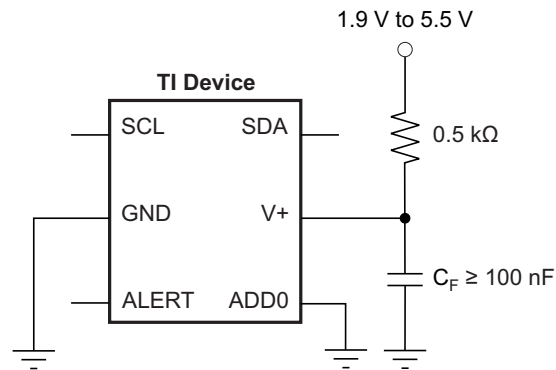 1.9 V to 5.5 V
TI Device
SCL SDA
0.5 kΩ
GND V+
C_F ≥ 100 nF
ALERT ADD0